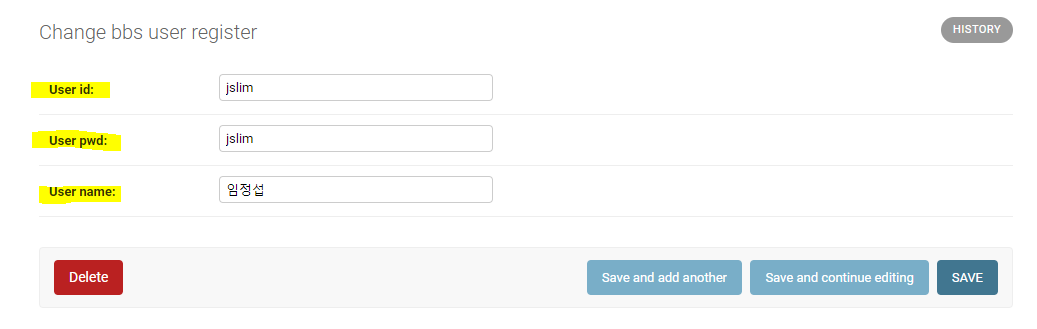 Change bbs user register
HISTORY
User id: jslim
User pwd: jslim
User name: 임정섭
Delete Save and add another Save and continue editing SAVE